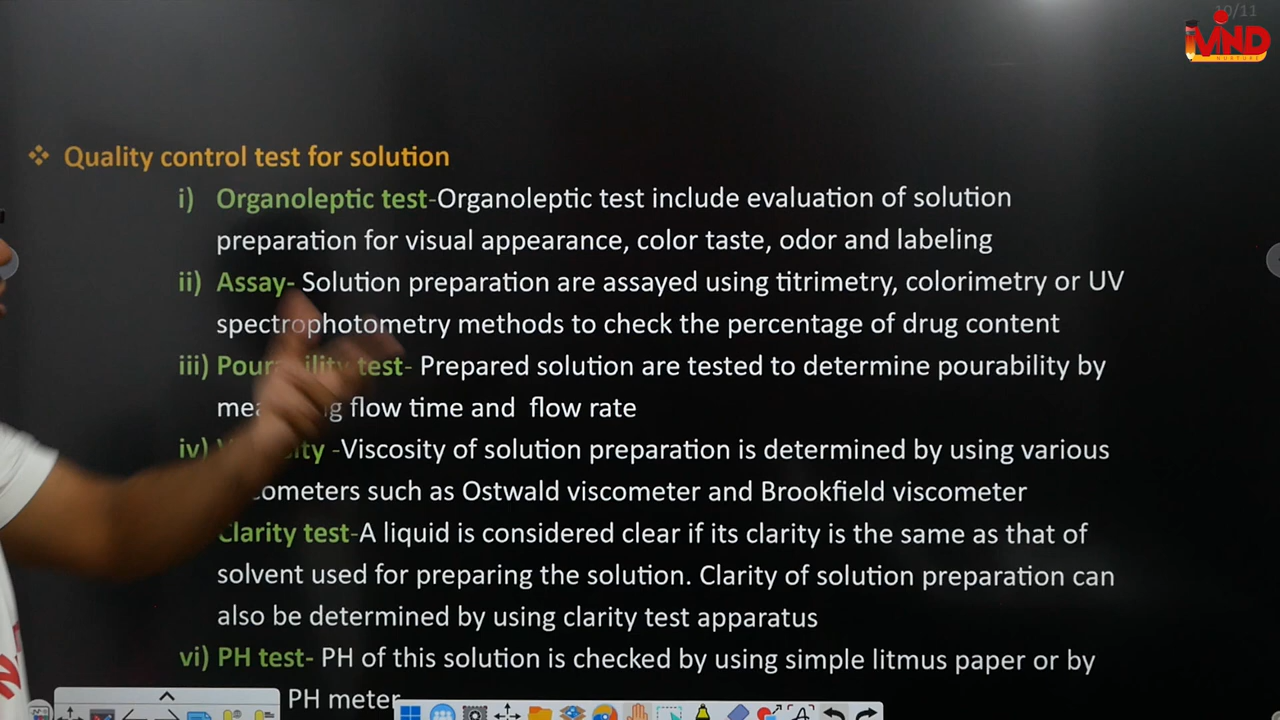 10/11
iMIND
NURTURE
❖ Quality control test for solution
i) Organoleptic test-Organoleptic test include evaluation of solution
preparation for visual appearance, color taste, odor and labeling
ii) Assay- Solution preparation are assayed using titrimetry, colorimetry or UV
spectrophotometry methods to check the percentage of drug content
iii) Pourability test- Prepared solution are tested to determine pourability by
flow time and flow rate
iv) -Viscosity of solution preparation is determined by using various
such as Ostwald viscometer and Brookfield viscometer
Clarity test-A liquid is considered clear if its clarity is the same as that of
solvent used for preparing the solution. Clarity of solution preparation can
also be determined by using clarity test apparatus
vi) PH test- PH of this solution is checked by using simple litmus paper or by
PH meter